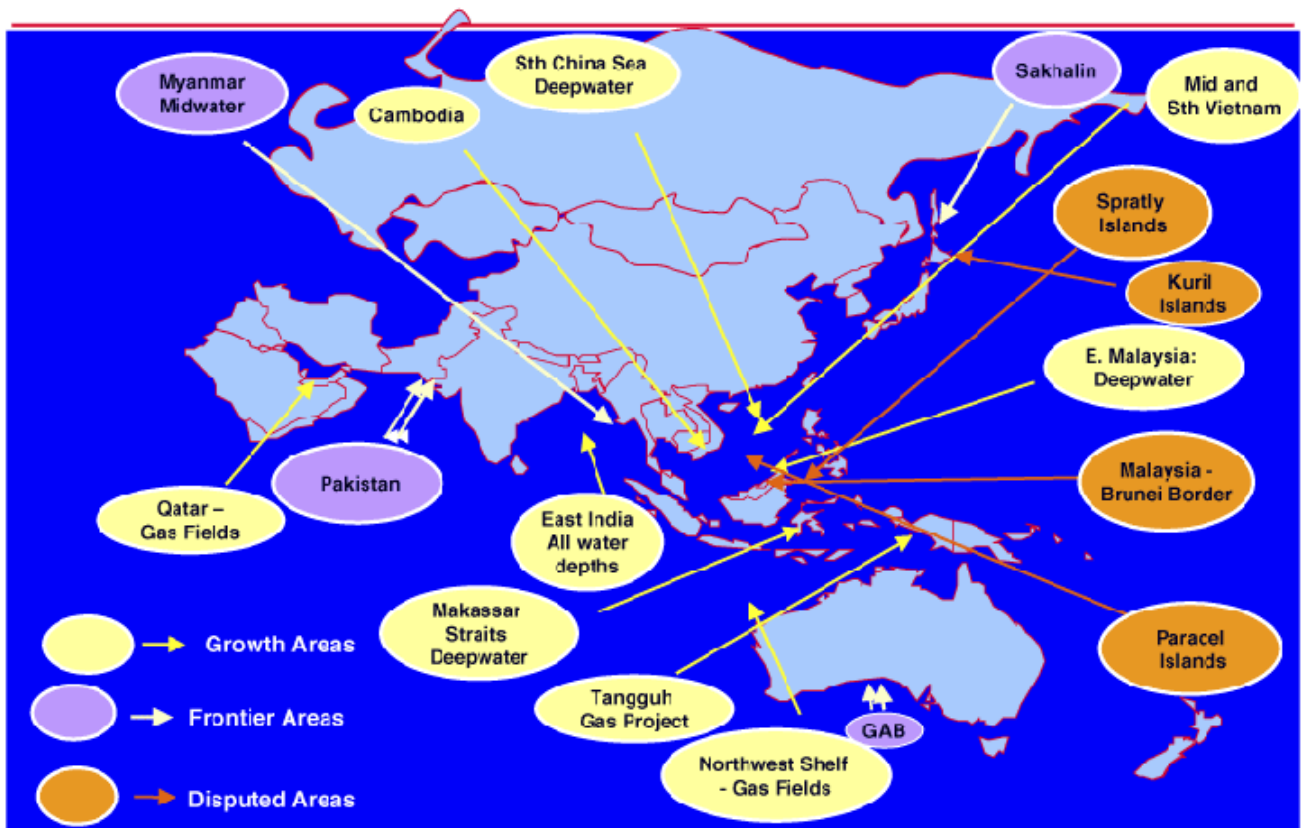 Myanmar
Midwater
Cambodia
Sth China Sea
Deepwater
Sakhalin
Mid and
Sth Vietnam
Spratly
Islands
Kuril
Islands
E. Malaysia:
Deepwater
Malaysia -
Brunei Border
Paracel
Islands
Qatar –
Gas Fields
Pakistan
East India
All water
depths
Makassar
Straits
Deepwater
Tangguh
Gas Project
GAB
Northwest Shelf
- Gas Fields
Growth Areas
Frontier Areas
Disputed Areas